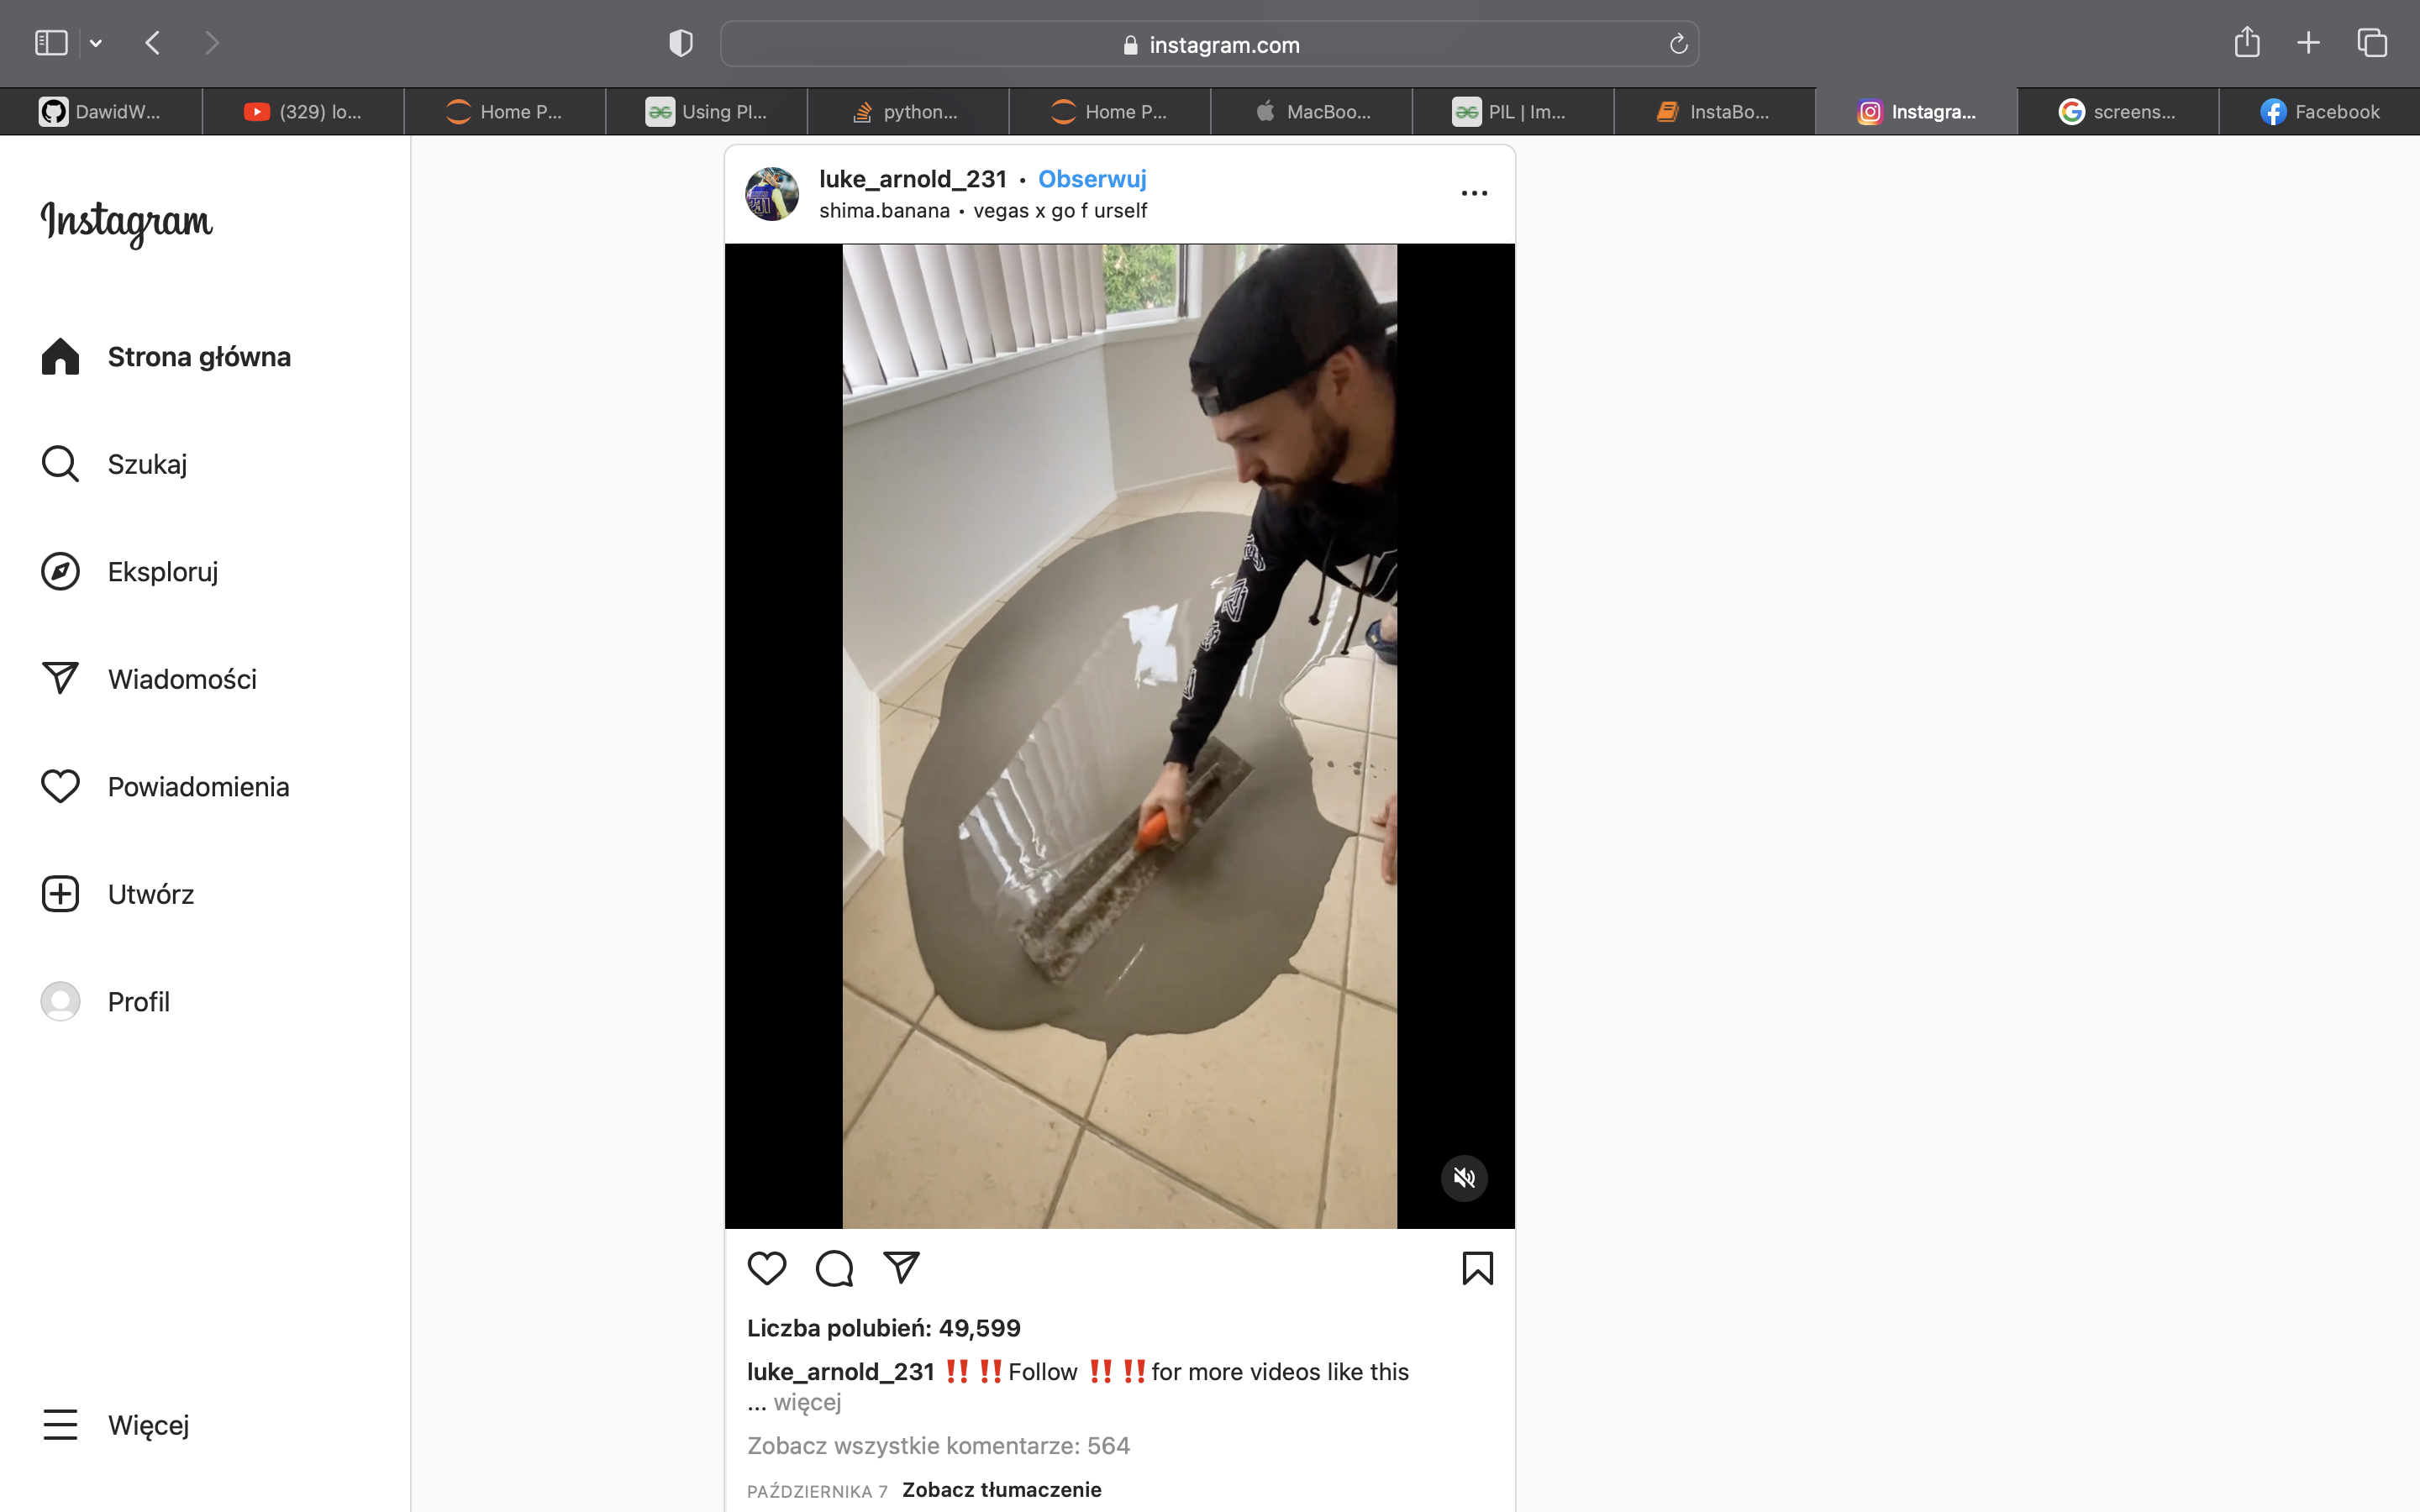 instagram.com
DawidW...
(329) lo...
Home P...
Using Pl...
python...
Home P...
MacBoo...
PIL | Im...
InstaBo...
Instagra...
screens...
Facebook
Instagram
Strona główna
Szukaj
Eksploruj
Wiadomości
Powiadomienia
Utwórz
Profil
Więcej
luke_arnold_231 • Obserwuj
shima.banana • vegas x go f urself
Liczba polubień: 49,599
luke_arnold_231 ‼️ ‼️Follow ‼️ ‼️for more videos like this
... więcej
Zobacz wszystkie komentarze: 564
PAŹDZIERNIKA 7 Zobacz tłumaczenie